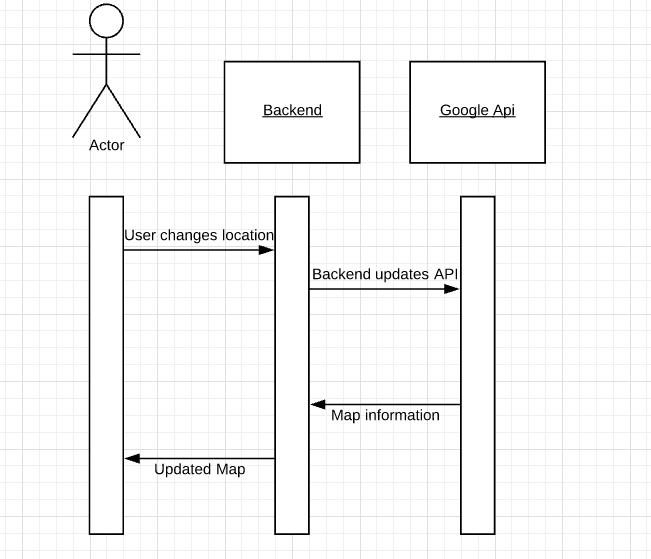 Backend
Google Api
Actor
User changes location
Backend updates API
Map information
Updated Map